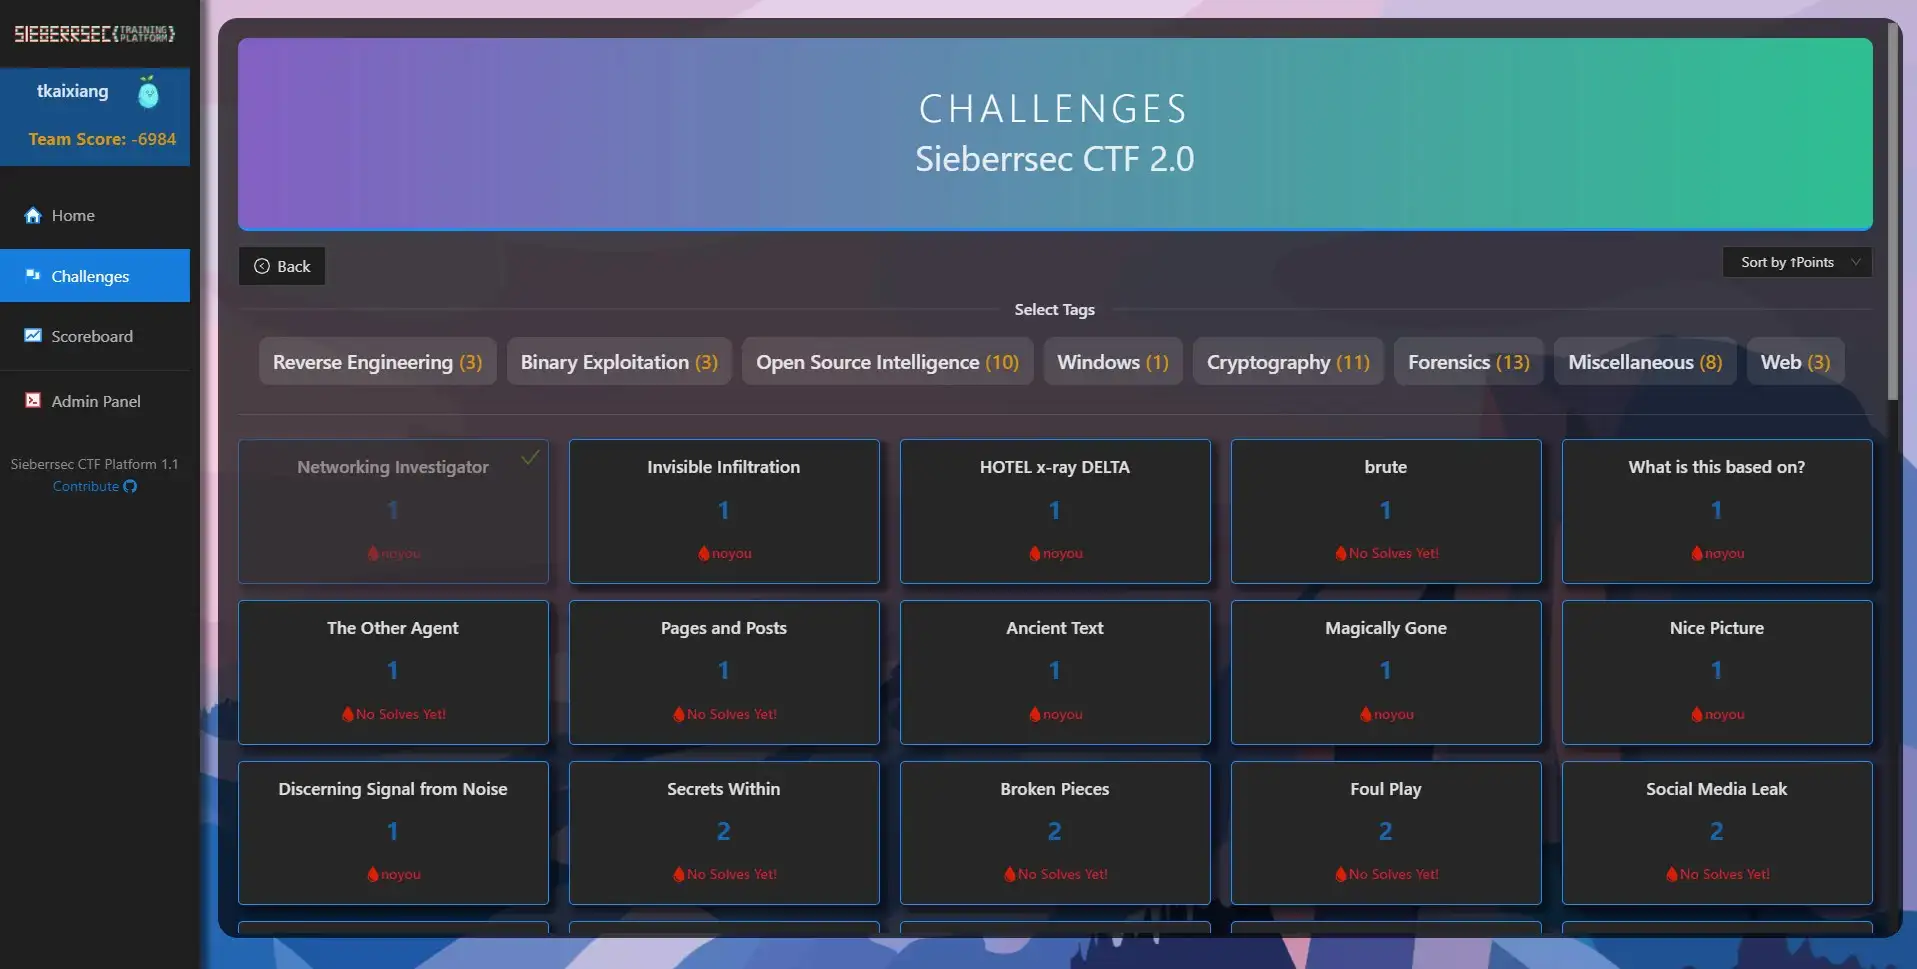 SIEBERRSEC{TRAINING PLATFORM}
tkaixiang
Team Score: -6984
Home
Challenges
Scoreboard
Admin Panel
Sieberrsec CTF Platform 1.1
Contribute
CHALLENGES
Sieberrsec CTF 2.0
Back
Sort by ↑Points
Select Tags
Reverse Engineering (3)
Binary Exploitation (3)
Open Source Intelligence (10)
Windows (1)
Cryptography (11)
Forensics (13)
Miscellaneous (8)
Web (3)
Networking Investigator
1
noyou
Invisible Infiltration
1
noyou
HOTEL x-ray DELTA
1
noyou
brute
1
No Solves Yet!
What is this based on?
1
noyou
The Other Agent
1
No Solves Yet!
Pages and Posts
1
No Solves Yet!
Ancient Text
1
noyou
Magically Gone
1
noyou
Nice Picture
1
noyou
Discerning Signal from Noise
1
noyou
Secrets Within
2
No Solves Yet!
Broken Pieces
2
No Solves Yet!
Foul Play
2
No Solves Yet!
Social Media Leak
2
No Solves Yet!